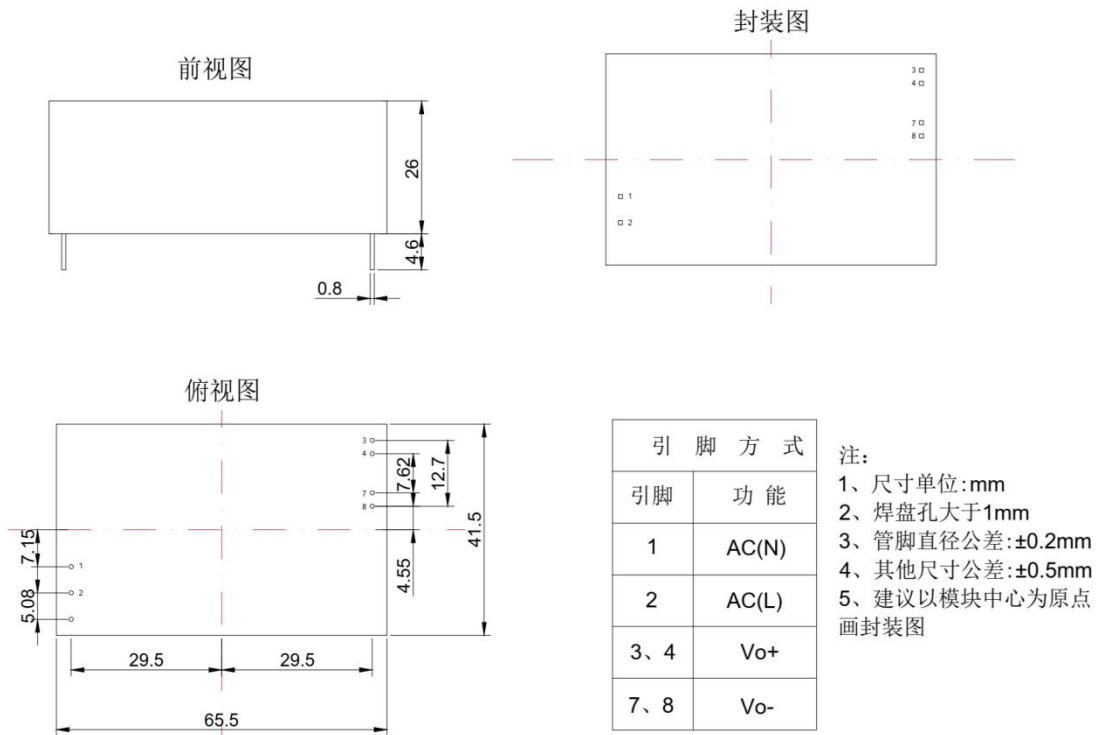 封装图
前视图
3
4
7
8
1
2
26
4.6
0.8
俯视图
3
4
7
8
1
2
7.62
12.7
41.5
4.55
7.15
5.08
29.5 29.5
65.5
引 脚 方 式
引脚 功 能
1 AC(N)
2 AC(L)
3、4 Vo+
7、8 Vo-
注:
1、尺寸单位:mm
2、焊盘孔大于1mm
3、管脚直径公差:±0.2mm
4、其他尺寸公差:±0.5mm
5、建议以模块中心为原点
画封装图